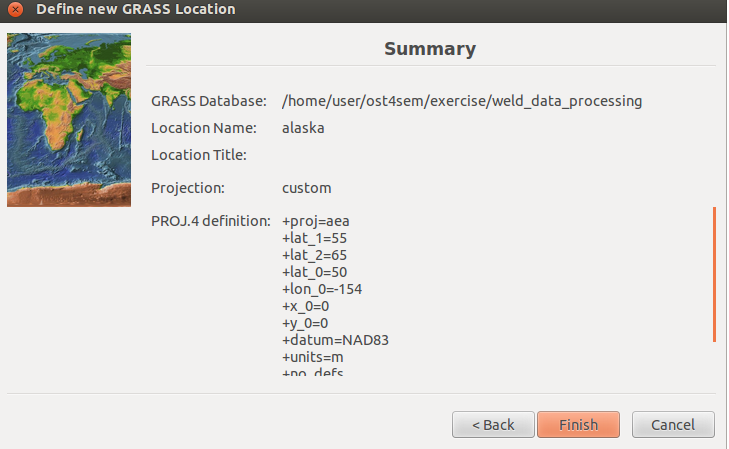 Define new GRASS Location
Summary
GRASS Database: /home/user/ost4sem/exercise/weld_data_processing
Location Name: alaska
Location Title:
Projection: custom
PROJ.4 definition: +proj=aea
+lat_1=55
+lat_2=65
+lat_0=50
+lon_0=-154
+x_0=0
+y_0=0
+datum=NAD83
+units=m
+no_defs
< Back Finish Cancel